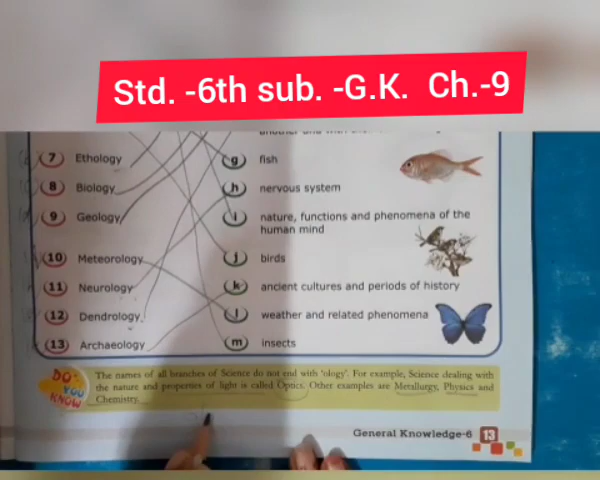 Std. -6th sub. -G.K. Ch.-9
7 Ethology
g fish
8 Biology
h nervous system
9 Geology
i nature, functions and phenomena of the
human mind
10 Meteorology
j birds
11 Neurology
k ancient cultures and periods of history
12 Dendrology
l weather and related phenomena
13 Archaeology
m insects
DO YOU KNOW
The names of all branches of Science do not end with 'ology'. For example, Science dealing with
the nature and properties of light is called Optics. Other examples are Metallurgy, Physics and
Chemistry.
General Knowledge-6 13